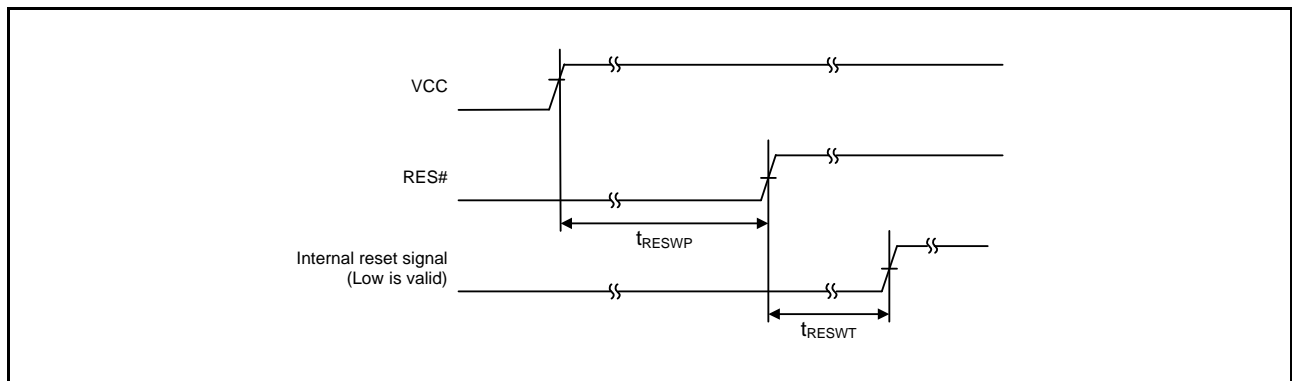 VCC
RES#
tRESWP
Internal reset signal
(Low is valid)
tRESWT